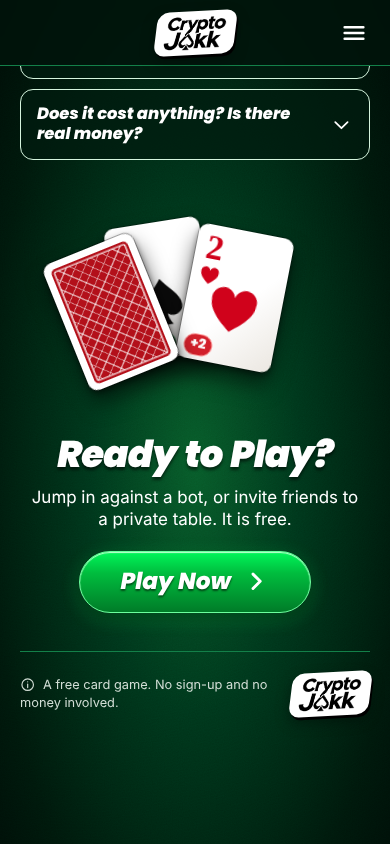 Crypto
Jokk
Does it cost anything? Is there
real money?
2
+2
Ready to Play?
Jump in against a bot, or invite friends to
a private table. It is free.
Play Now
A free card game. No sign-up and no
money involved.
Crypto
Jokk